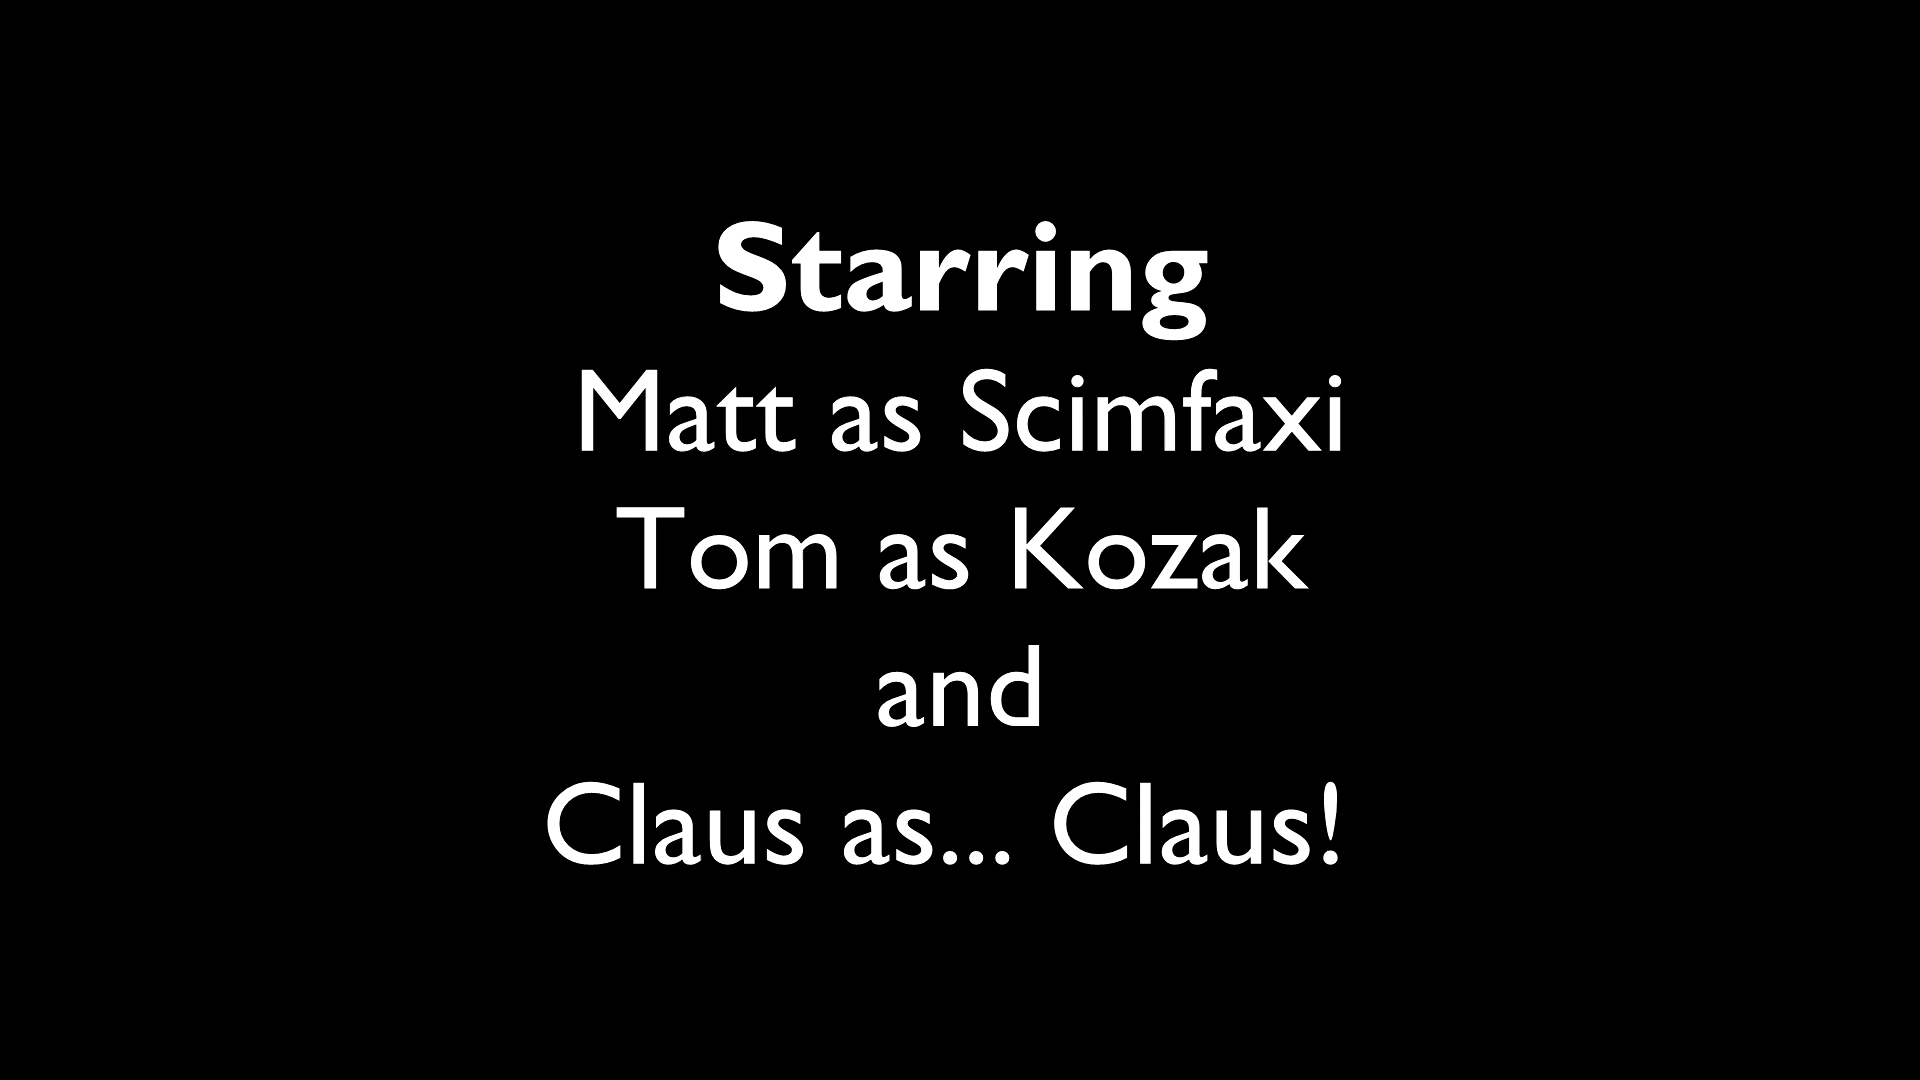 Starring
Matt as Scimfaxi
Tom as Kozak
and
Claus as... Claus!